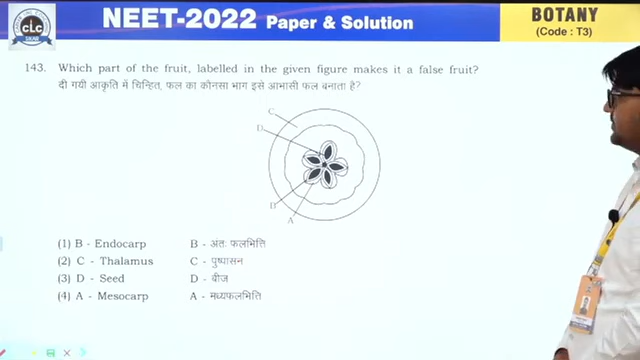 CLC
SIKAR
NEET-2022 Paper & Solution
BOTANY
(Code : T3)
143. Which part of the fruit, labelled in the given figure makes it a false fruit?
दी गयी आकृति में चिन्हित, फल का कौनसा भाग इसे आभासी फल बनाता है?
C
D
B
A
(1) B - Endocarp B - अंतः फलभित्ति
(2) C - Thalamus C - पुष्पासन
(3) D - Seed D - बीज
(4) A - Mesocarp A - मध्यफलभित्ति